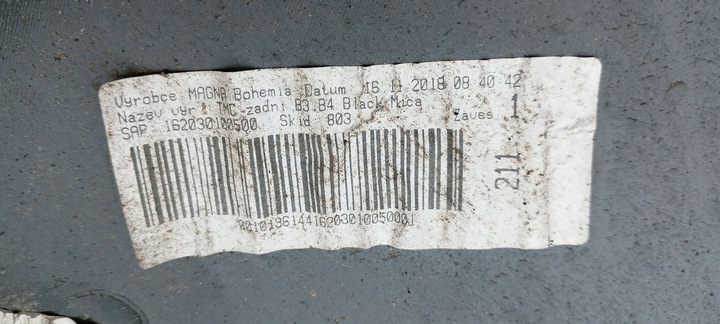 Vyrobce MAGNA Bohemia Datum 16.11.2018 08:40:42
Nazev vyr. TMC zadni B3.B4 Black Mica
SAP 162030100500 Skid 803 Zaves 1
211
001019614416203010050001